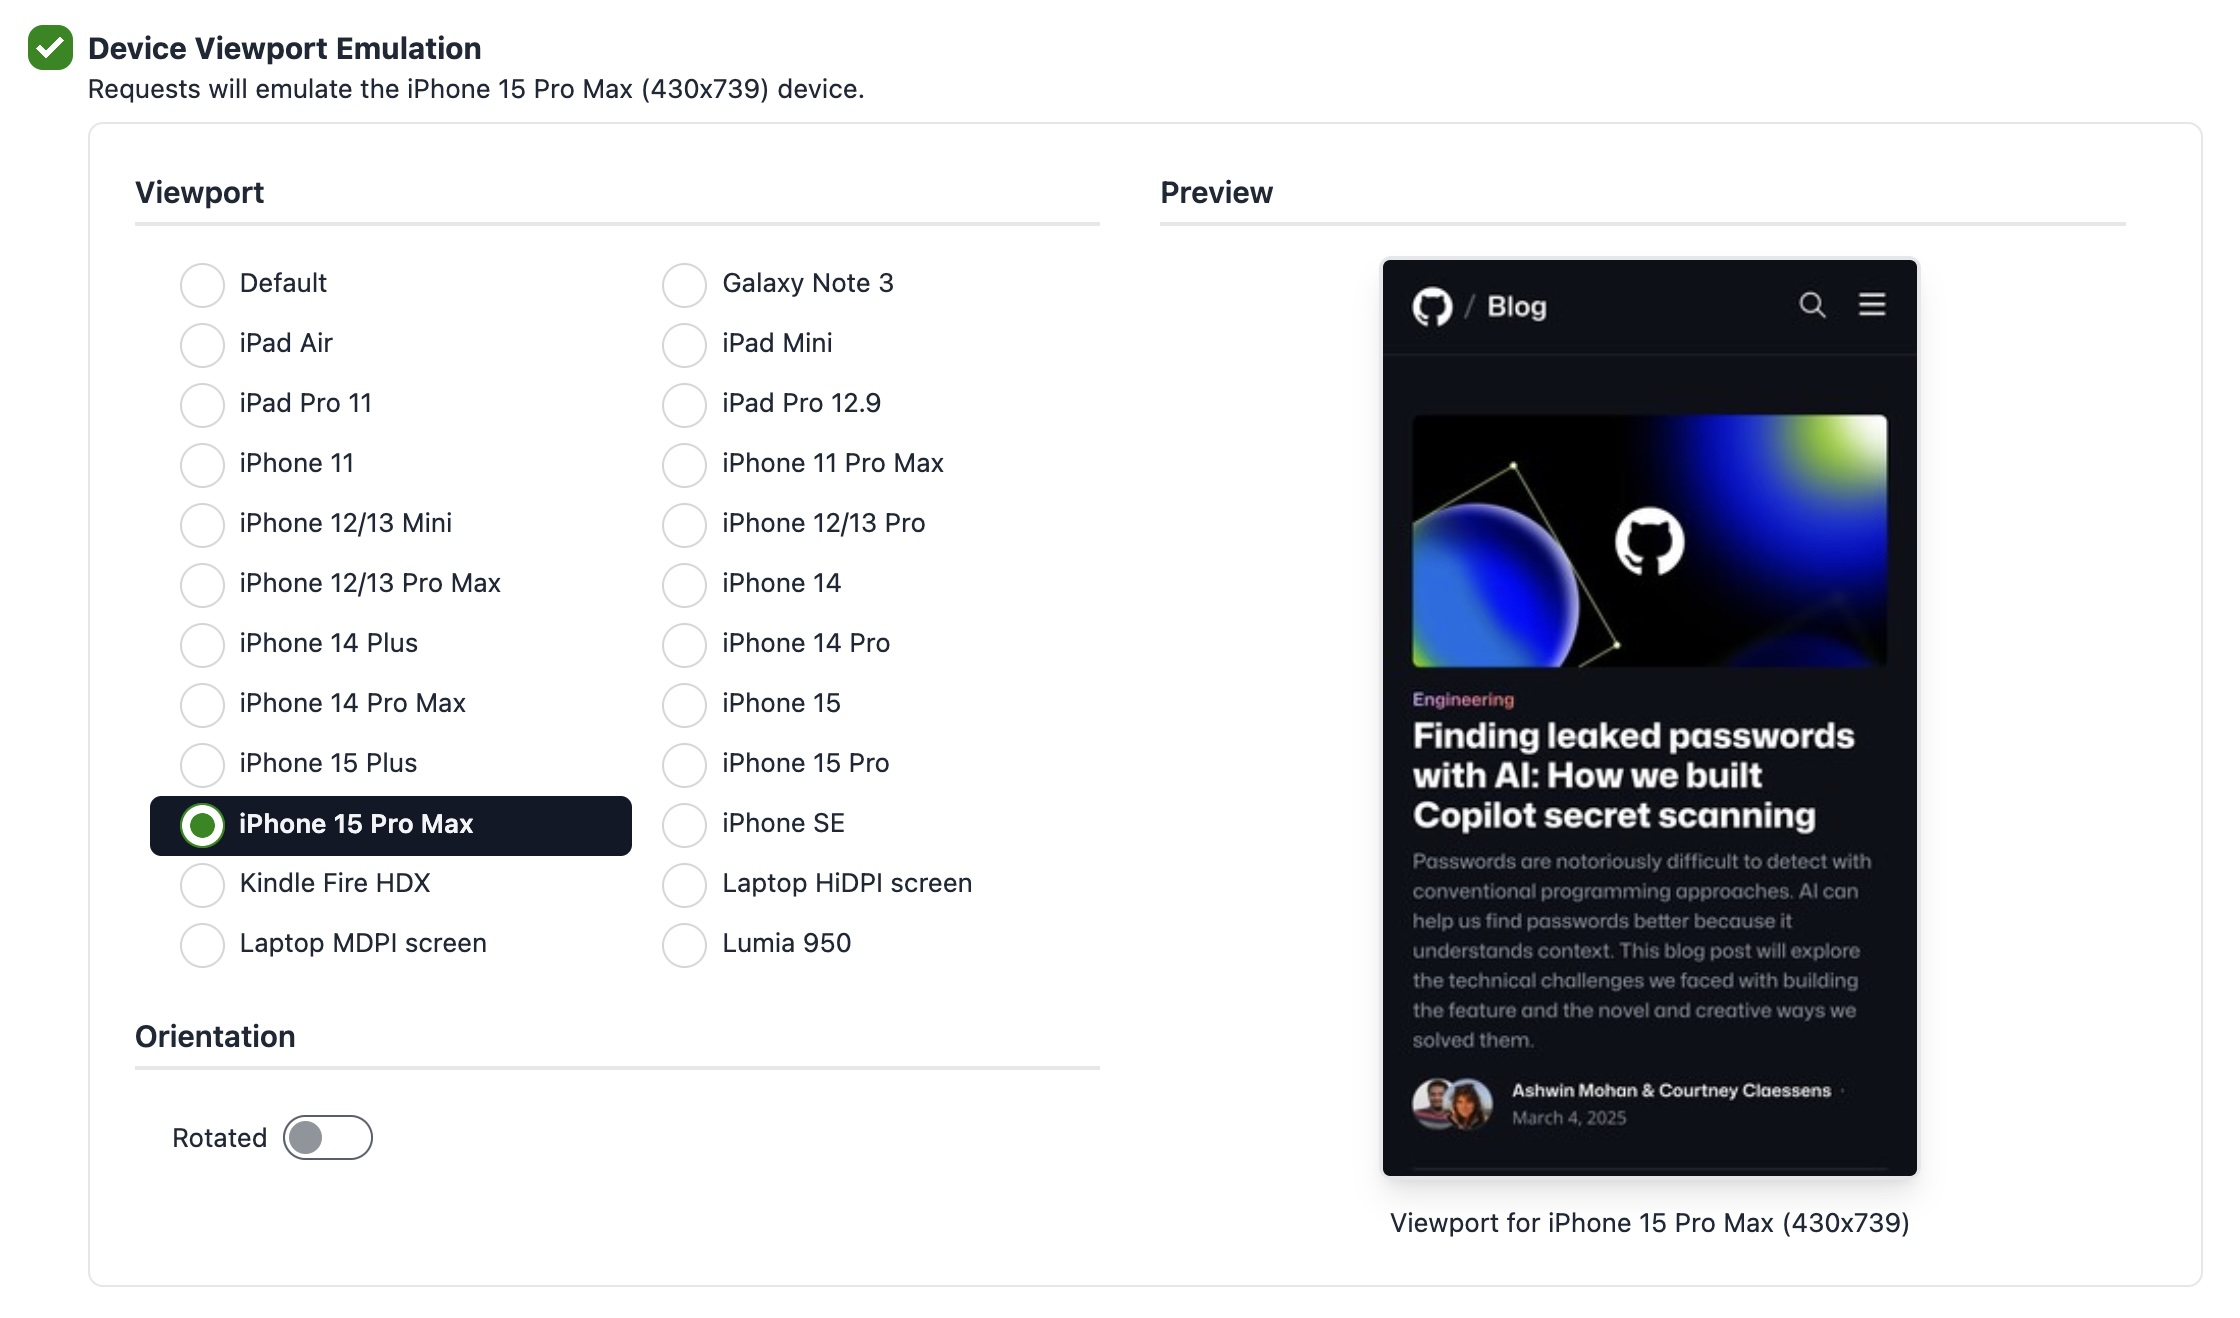 Device Viewport Emulation
Requests will emulate the iPhone 15 Pro Max (430x739) device.
Viewport
Default
Galaxy Note 3
iPad Air
iPad Mini
iPad Pro 11
iPad Pro 12.9
iPhone 11
iPhone 11 Pro Max
iPhone 12/13 Mini
iPhone 12/13 Pro
iPhone 12/13 Pro Max
iPhone 14
iPhone 14 Plus
iPhone 14 Pro
iPhone 14 Pro Max
iPhone 15
iPhone 15 Plus
iPhone 15 Pro
iPhone 15 Pro Max
iPhone SE
Kindle Fire HDX
Laptop HiDPI screen
Laptop MDPI screen
Lumia 950
Orientation
Rotated
Preview
/ Blog
Engineering
Finding leaked passwords
with AI: How we built
Copilot secret scanning
Passwords are notoriously difficult to detect with
conventional programming approaches. AI can
help us find passwords better because it
understands context. This blog post will explore
the technical challenges we faced with building
the feature and the novel and creative ways we
solved them.
Ashwin Mohan & Courtney Claessens ·
March 4, 2025
Viewport for iPhone 15 Pro Max (430x739)